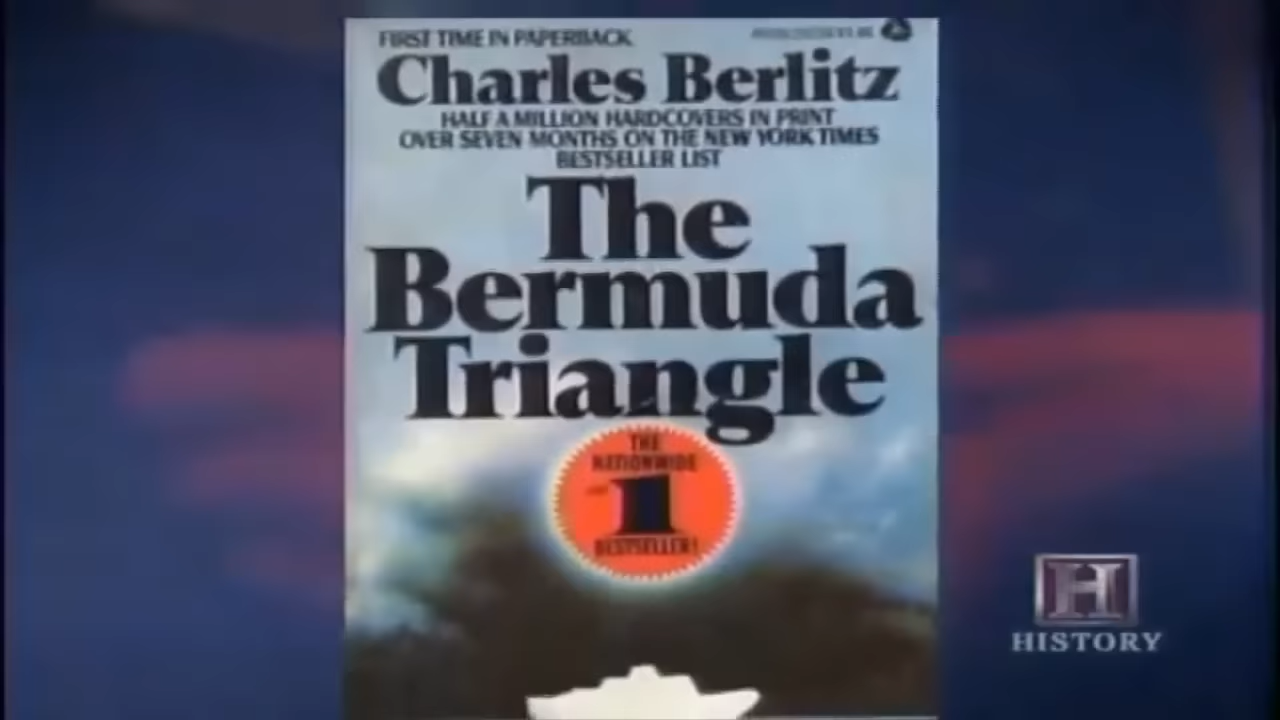 FIRST TIME IN PAPERBACK
Charles Berlitz
HALF A MILLION HARDCOVERS IN PRINT
OVER SEVEN MONTHS ON THE NEW YORK TIMES
BESTSELLER LIST
The
Bermuda
Triangle
THE
NATIONWIDE
1
BESTSELLER!
H
HISTORY